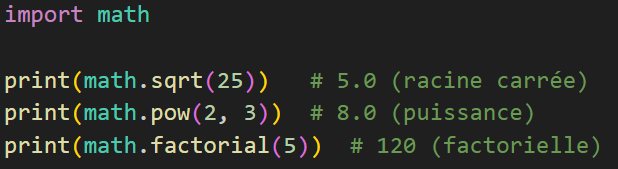 import math
print(math.sqrt(25))   # 5.0 (racine carrée)
print(math.pow(2, 3))  # 8.0 (puissance)
print(math.factorial(5))  # 120 (factorielle)